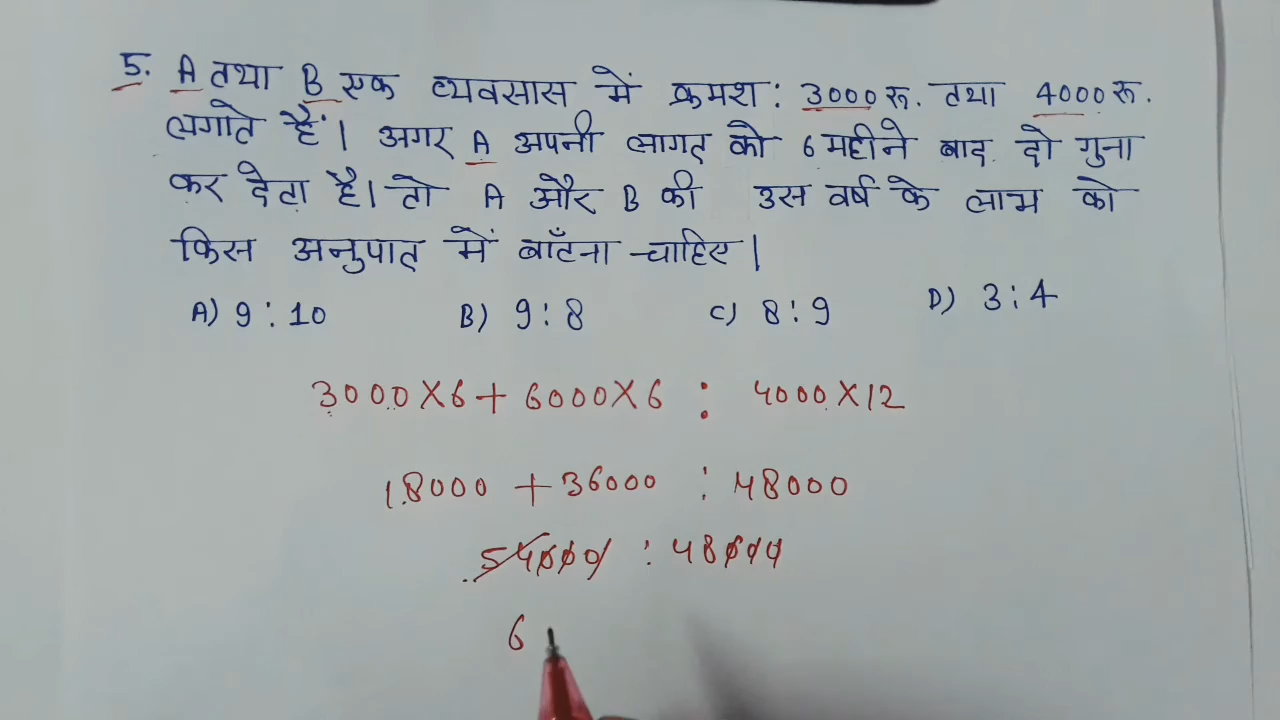 5. A तथा B एक व्यवसास में क्रमश: 3000 रू. तथा 4000 रू.
लगाते हैं। अगर A अपनी लागत को 6 महीने बाद दो गुना
कर देता है। तो A और B की उस वर्ष के लाभ को
किस अनुपात में बाँटना चाहिए।
A) 9 : 10 B) 9 : 8 C) 8 : 9 D) 3 : 4
3000 X 6 + 6000 X 6 : 4000 X 12
18000 + 36000 : 48000
54000 : 48000
6